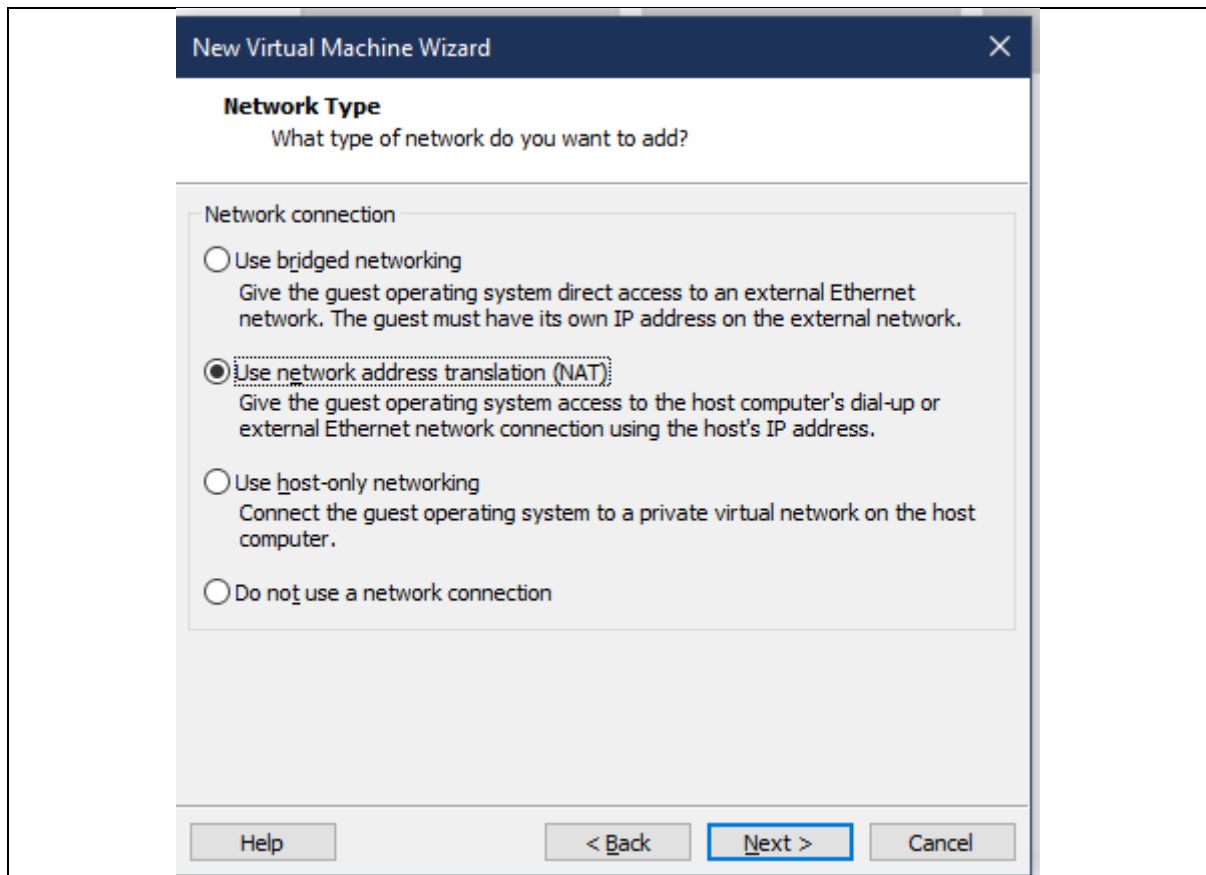 New Virtual Machine Wizard
Network Type
What type of network do you want to add?
Network connection
Use bridged networking
Give the guest operating system direct access to an external Ethernet
network. The guest must have its own IP address on the external network.
Use network address translation (NAT)
Give the guest operating system access to the host computer's dial-up or
external Ethernet network connection using the host's IP address.
Use host-only networking
Connect the guest operating system to a private virtual network on the host
computer.
Do not use a network connection
Help
< Back
Next >
Cancel